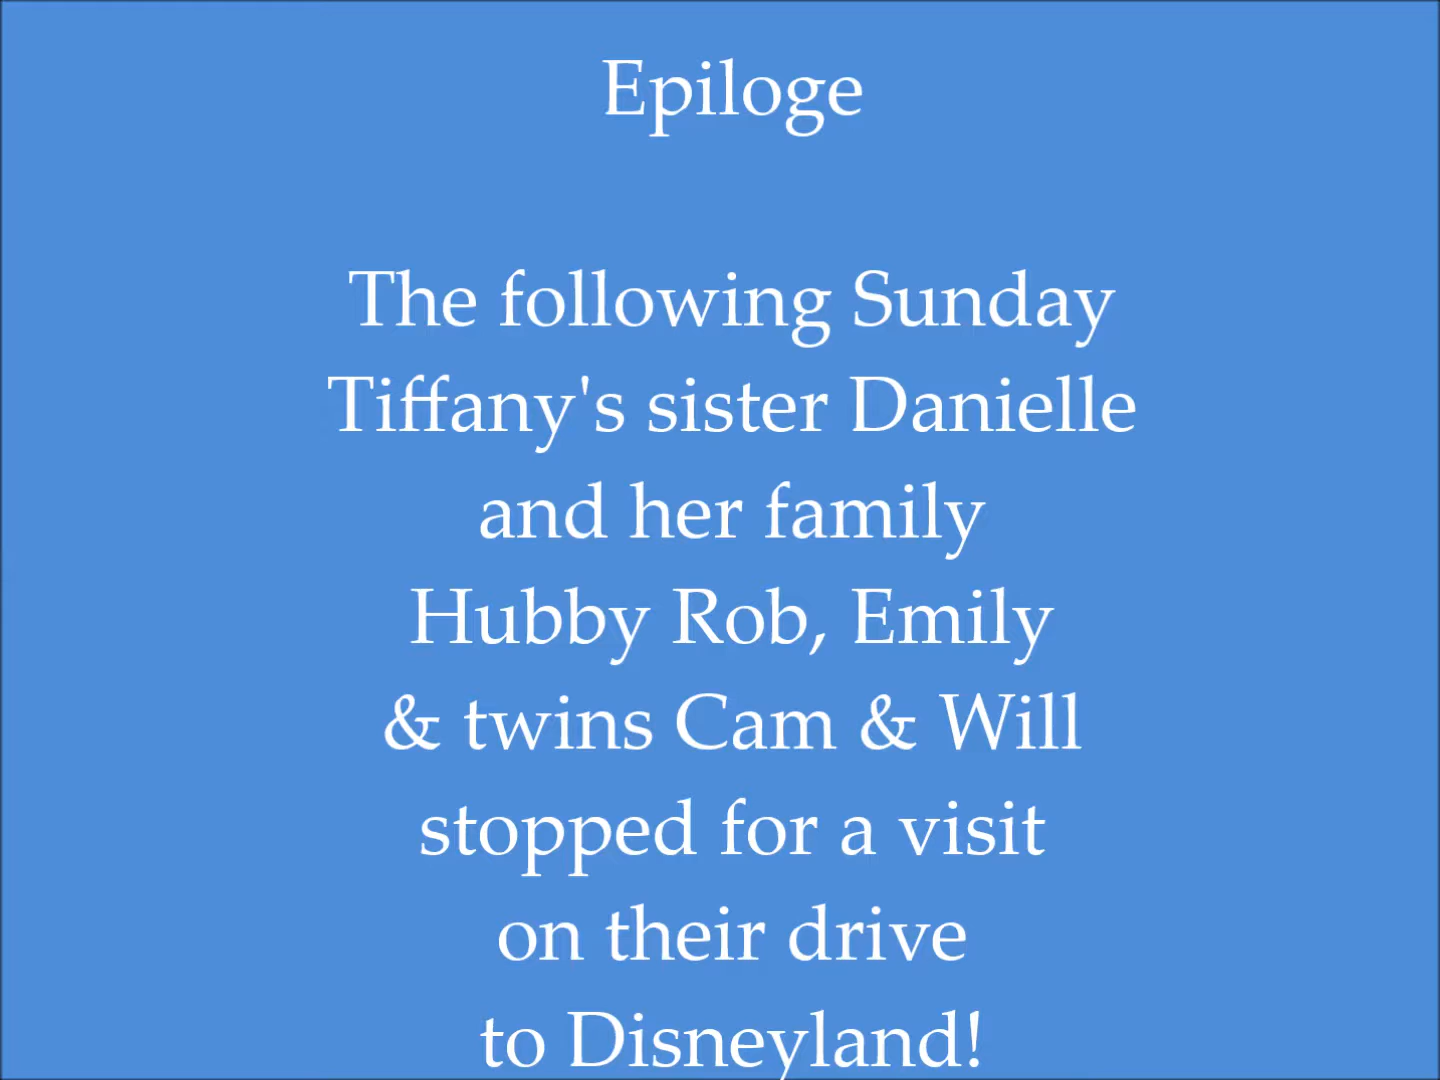 Epiloge
The following Sunday
Tiffany's sister Danielle
and her family
Hubby Rob, Emily
& twins Cam & Will
stopped for a visit
on their drive
to Disneyland!